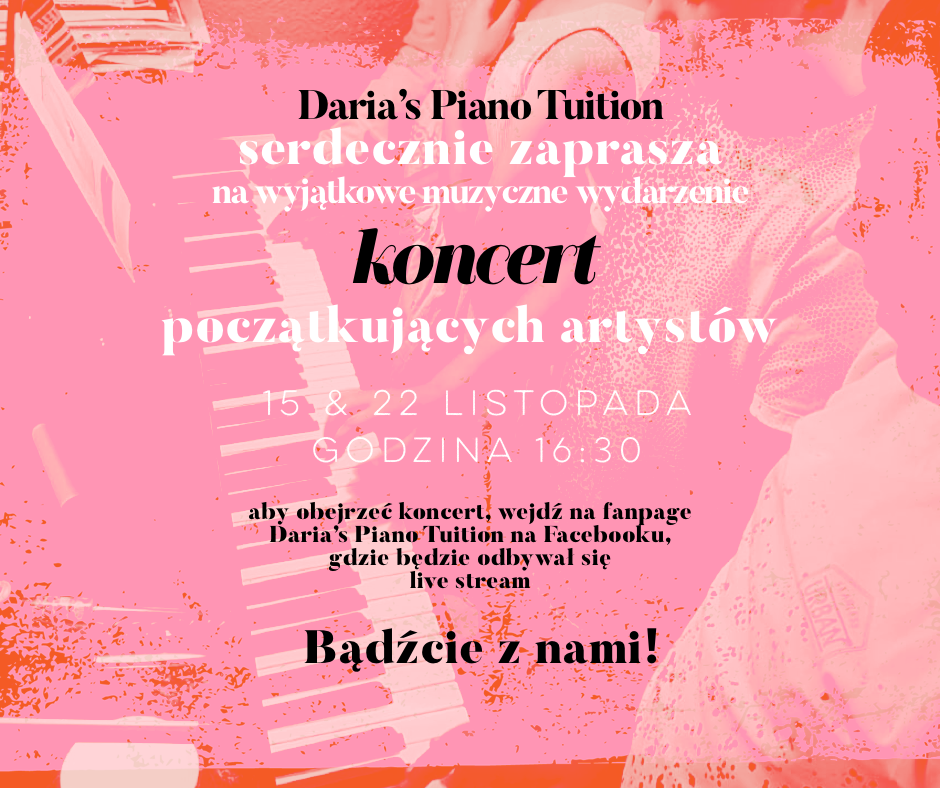 Daria's Piano Tuition
serdecznie zaprasza
na wyjątkowe muzyczne wydarzenie
koncert
początkujących artystów
15 & 22 LISTOPADA
GODZINA 16:30
aby obejrzeć koncert, wejdź na fanpage
Daria's Piano Tuition na Facebooku,
gdzie będzie odbywał się
live stream
Bądźcie z nami!